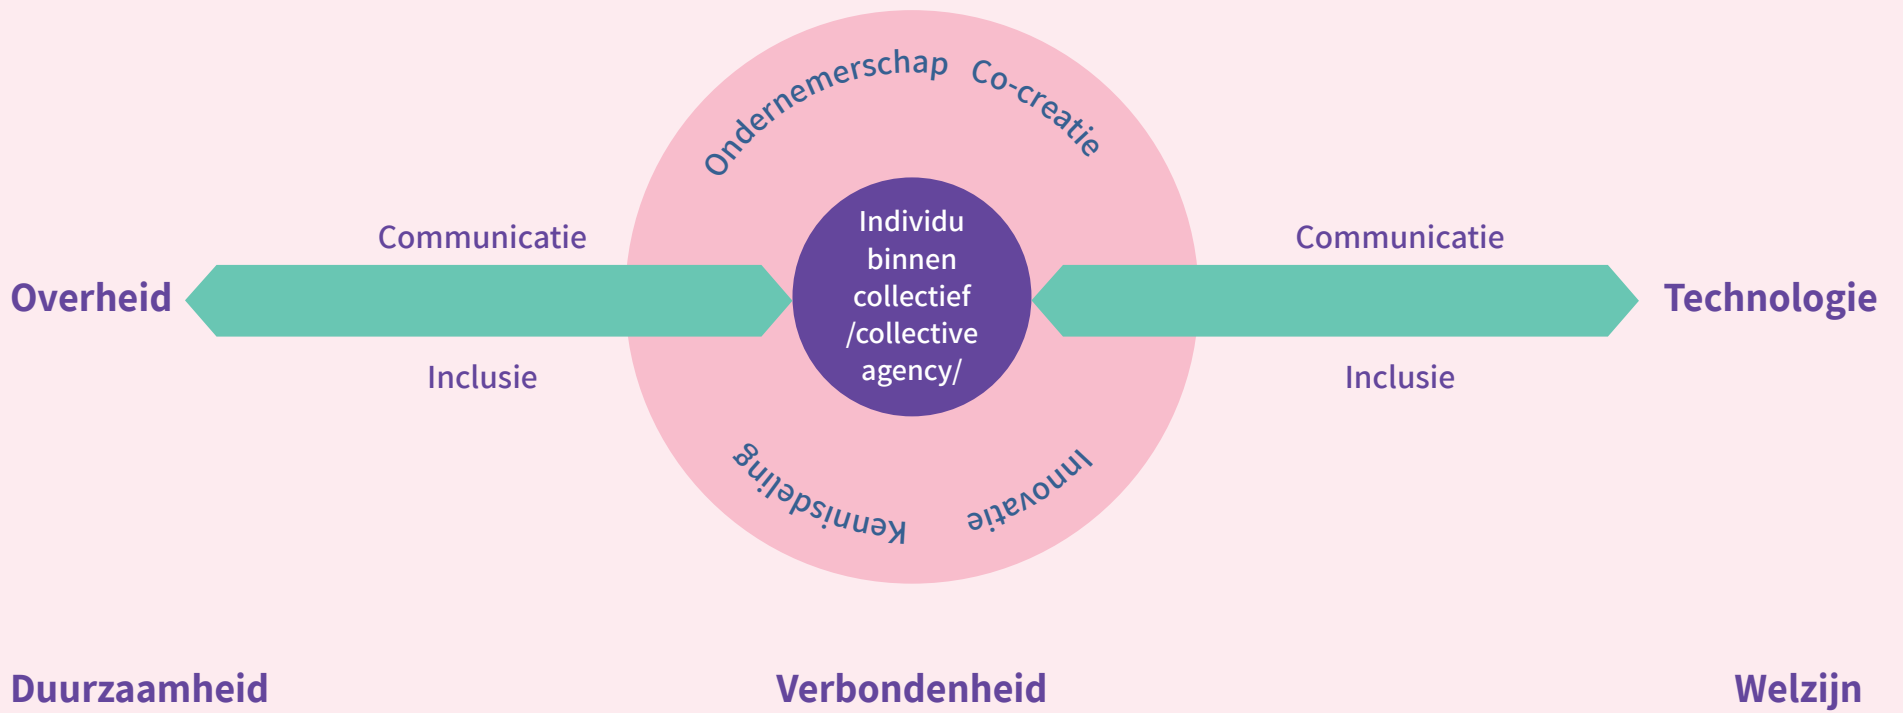 Ondernemerschap
Co-creatie
Individu
binnen
collectief
/collective
agency/
Communicatie
Communicatie
Overheid
Technologie
Inclusie
Inclusie
Kennisdeling
Innovatie
Duurzaamheid
Verbondenheid
Welzijn